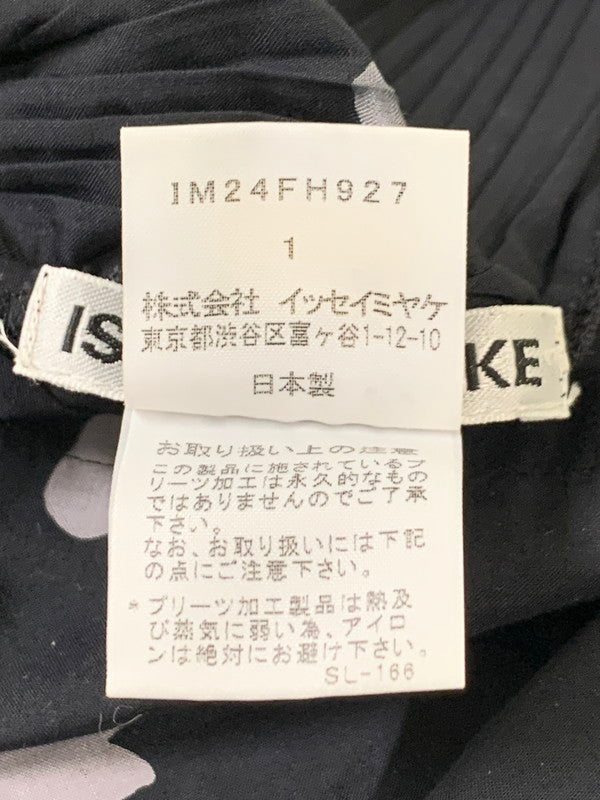 IM24FH927
1
株式会社 イッセイミヤケ
東京都渋谷区富ヶ谷1-12-10
IS
KE
日本製
お取り扱い上の注意
この製品に施されているプ
リーツ加工は永久的なもの
ではありませんのでご了承
下さい。
なお、お取り扱いには下記
の点にご注意下さい。
* プリーツ加工製品は熱及
び蒸気に弱い為、アイロ
ンは絶対にお避け下さい。
SL-166